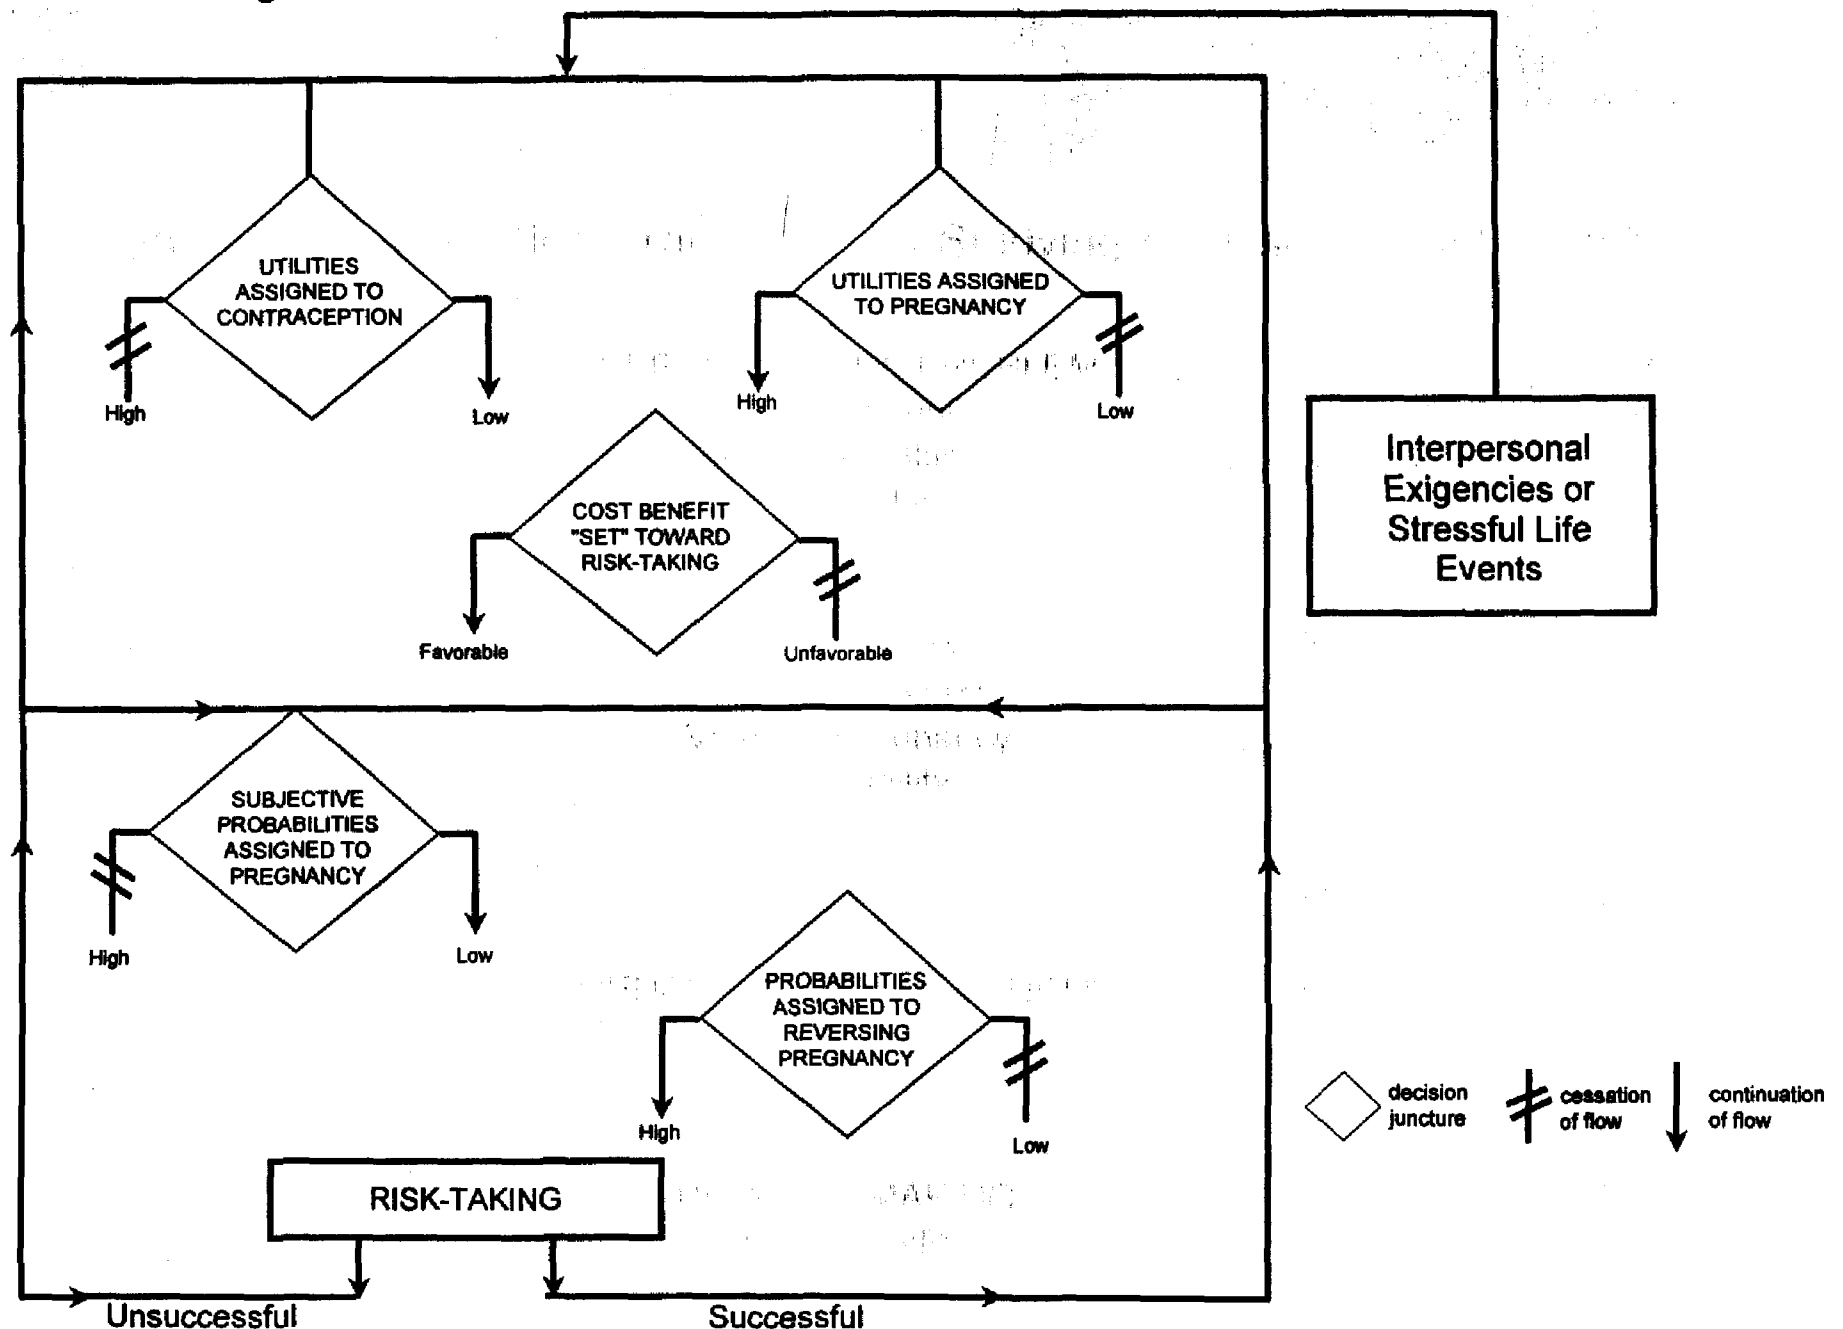 UTILITIES
ASSIGNED TO
CONTRACEPTION
High
Low
UTILITIES ASSIGNED
TO PREGNANCY
High
Low
COST BENEFIT
"SET" TOWARD
RISK-TAKING
Favorable
Unfavorable
Interpersonal
Exigencies or
Stressful Life
Events
SUBJECTIVE
PROBABILITIES
ASSIGNED TO
PREGNANCY
High
Low
PROBABILITIES
ASSIGNED TO
REVERSING
PREGNANCY
High
Low
decision
juncture
cessation
of flow
continuation
of flow
RISK-TAKING
Unsuccessful
Successful